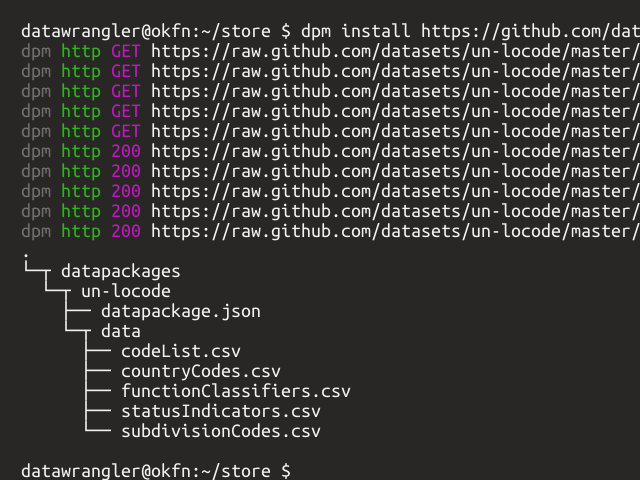 datawrangler@okfn:~/store $ dpm install https://github.com/dat
dpm http GET https://raw.github.com/datasets/un-locode/master/
dpm http GET https://raw.github.com/datasets/un-locode/master/
dpm http GET https://raw.github.com/datasets/un-locode/master/
dpm http GET https://raw.github.com/datasets/un-locode/master/
dpm http GET https://raw.github.com/datasets/un-locode/master/
dpm http 200 https://raw.github.com/datasets/un-locode/master/
dpm http 200 https://raw.github.com/datasets/un-locode/master/
dpm http 200 https://raw.github.com/datasets/un-locode/master/
dpm http 200 https://raw.github.com/datasets/un-locode/master/
dpm http 200 https://raw.github.com/datasets/un-locode/master/
.
└─┬ datapackages
  └─┬ un-locode
    ├── datapackage.json
    └─┬ data
      ├── codeList.csv
      ├── countryCodes.csv
      ├── functionClassifiers.csv
      ├── statusIndicators.csv
      └── subdivisionCodes.csv
datawrangler@okfn:~/store $